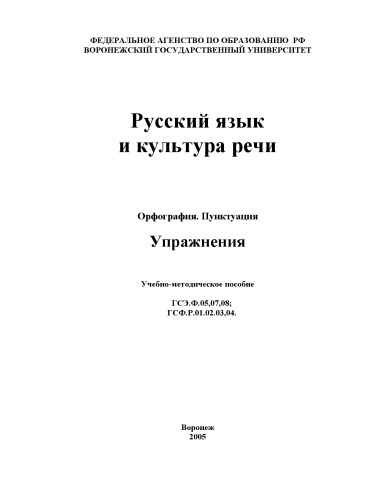 ФЕДЕРАЛЬНОЕ АГЕНСТВО ПО ОБРАЗОВАНИЮ РФ
ВОРОНЕЖСКИЙ ГОСУДАРСТВЕННЫЙ УНИВЕРСИТЕТ
Русский язык
и культура речи
Орфография. Пунктуация
Упражнения
Учебно-методическое пособие
ГСЭ.Ф.05,07,08;
ГСФ.Р.01.02.03,04.
Воронеж
2005